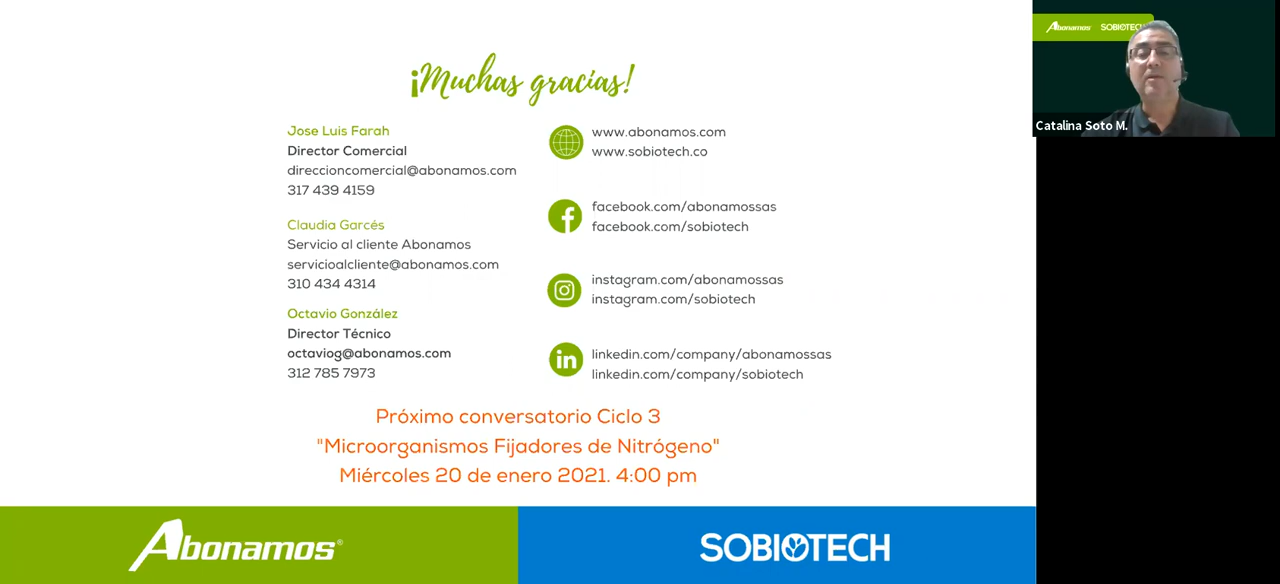 ¡Muchas gracias!
Jose Luis Farah
Director Comercial
direccioncomercial@abonamos.com
317 439 4159
Claudia Garcés
Servicio al cliente Abonamos
servicioalcliente@abonamos.com
310 434 4314
Octavio González
Director Técnico
octaviog@abonamos.com
312 785 7973
www.abonamos.com
www.sobiotech.co
facebook.com/abonamossas
facebook.com/sobiotech
instagram.com/abonamossas
instagram.com/sobiotech
in
linkedin.com/company/abonamossas
linkedin.com/company/sobiotech
Próximo conversatorio Ciclo 3
"Microorganismos Fijadores de Nitrógeno"
Miércoles 20 de enero 2021. 4:00 pm
Abonamos®
SOBIOTECH
Abonamos SOBIOTECH
Catalina Soto M.